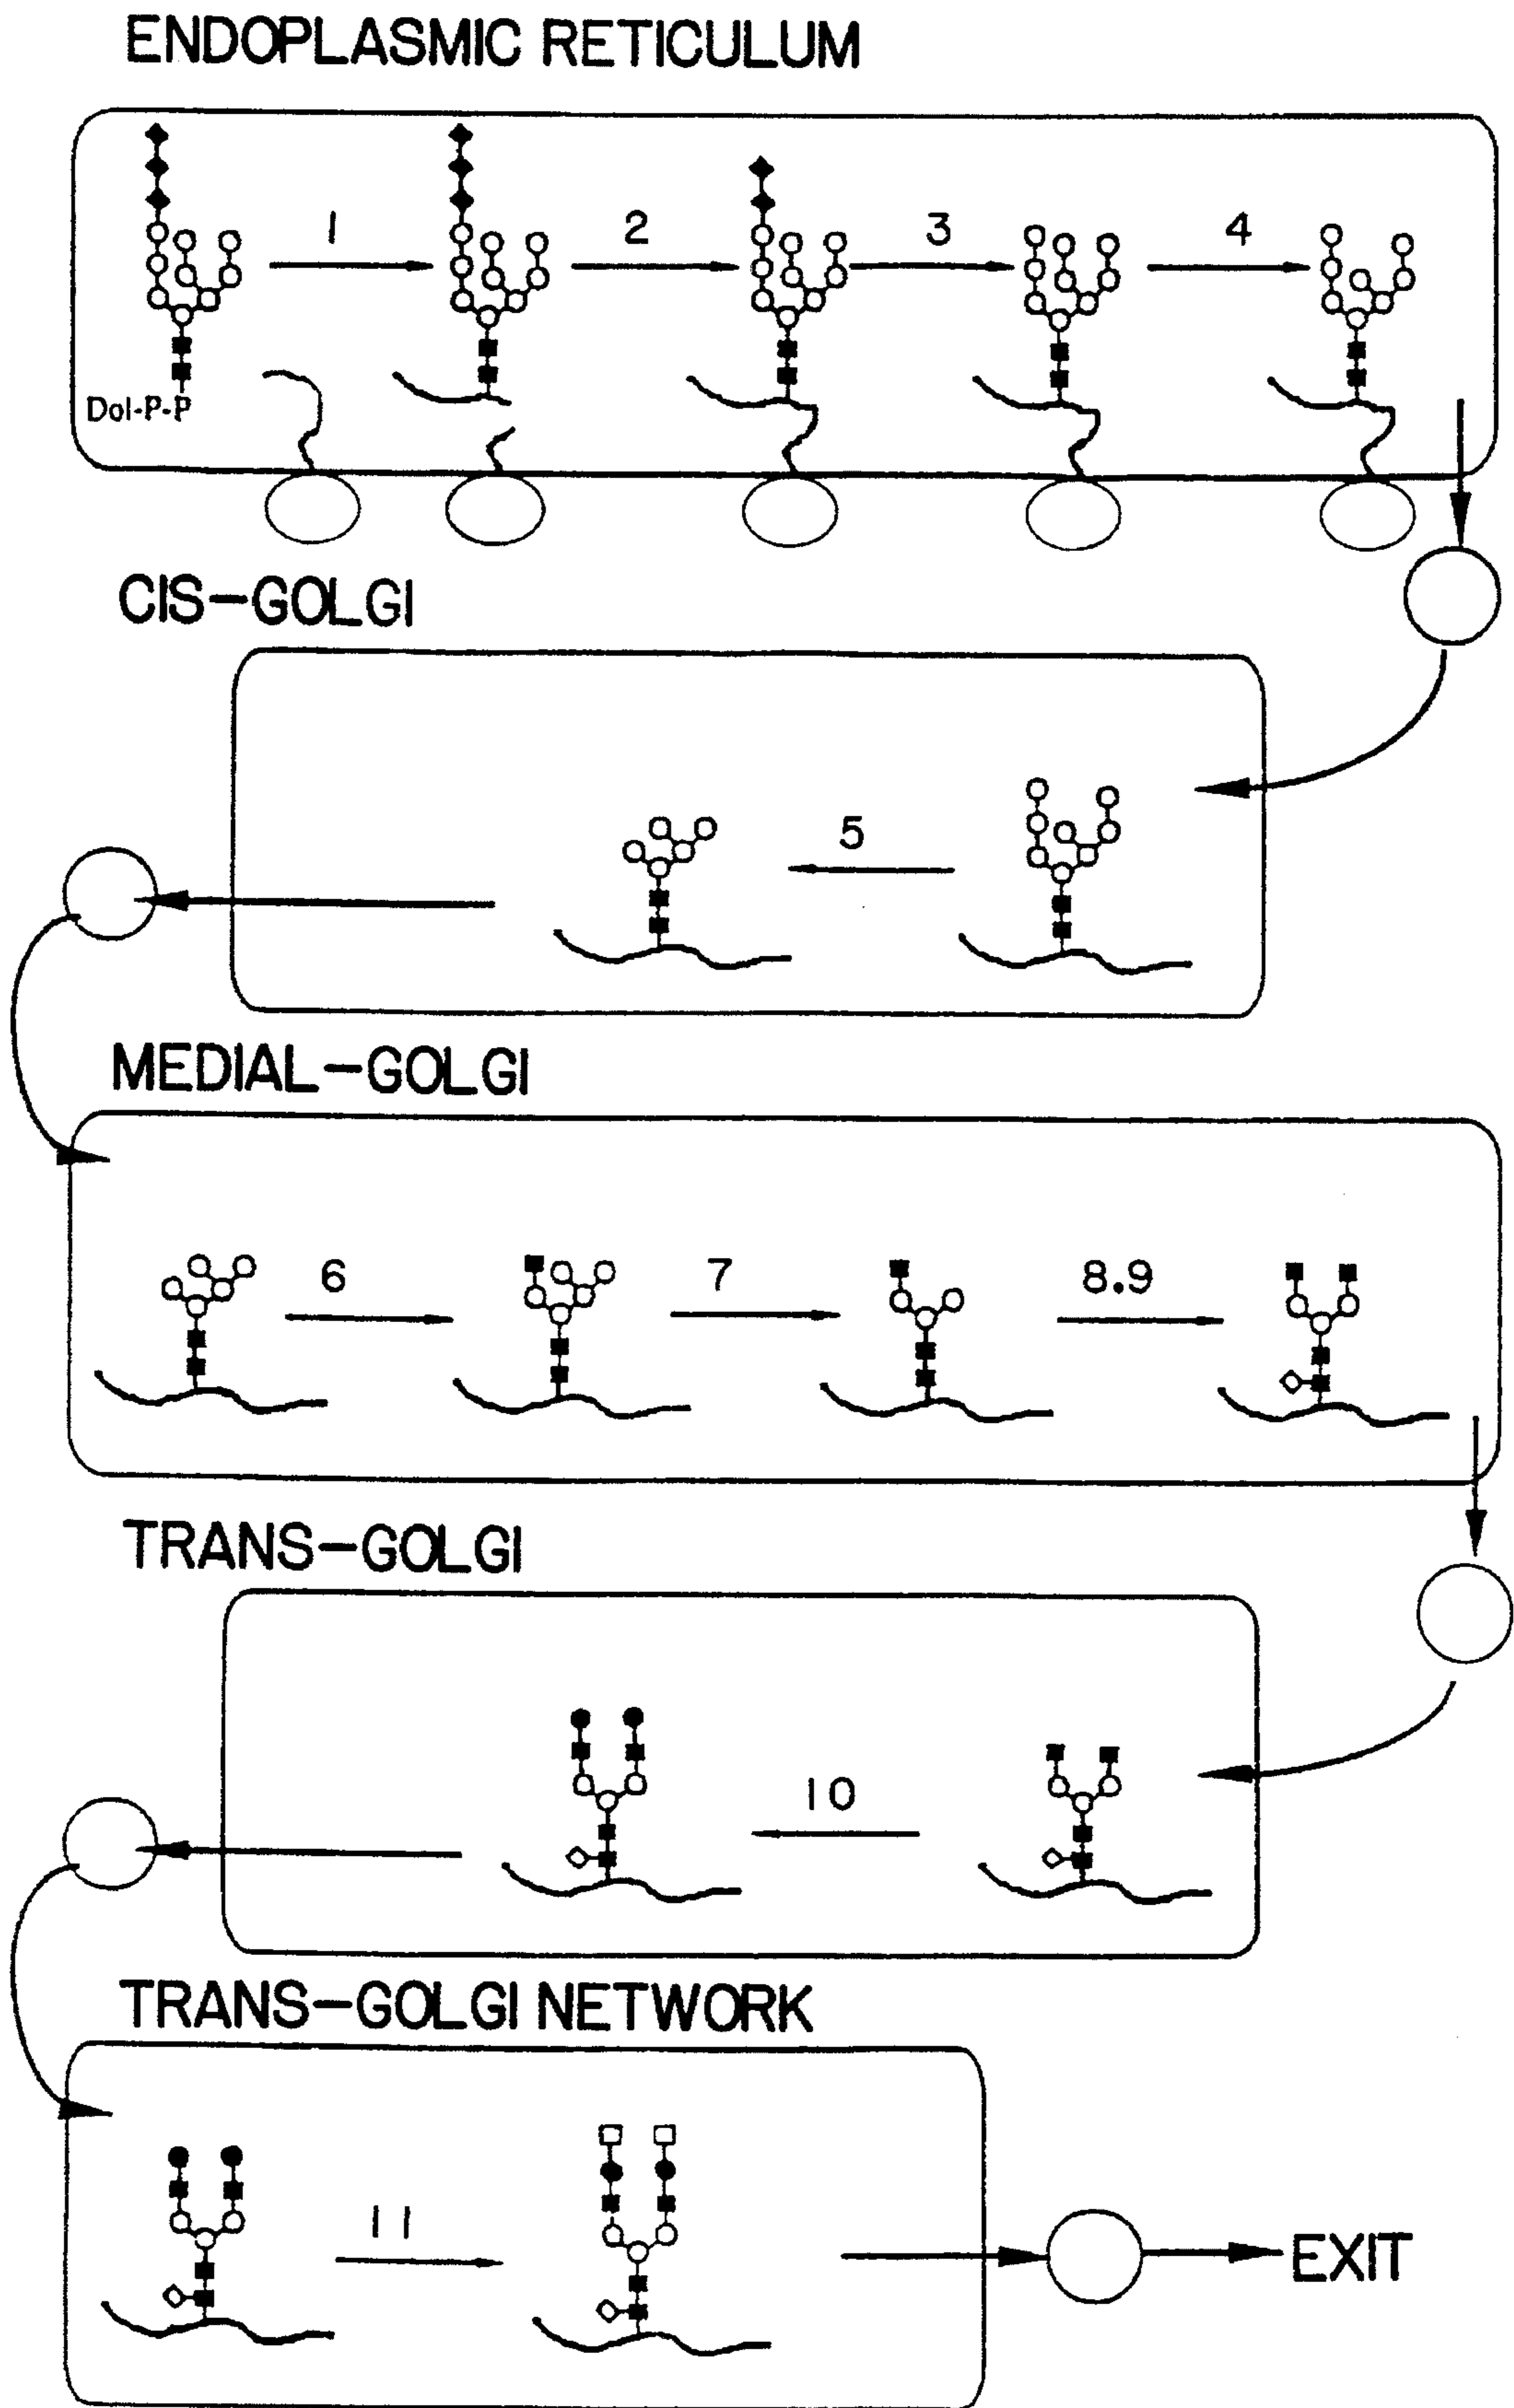 ENDOPLASMIC RETICULUM
1 2 3 4
Dol-P-P
CIS-GOLGI
5
MEDIAL-GOLGI
6 7 8.9
TRANS-GOLGI
10
TRANS-GOLGI NETWORK
11
EXIT